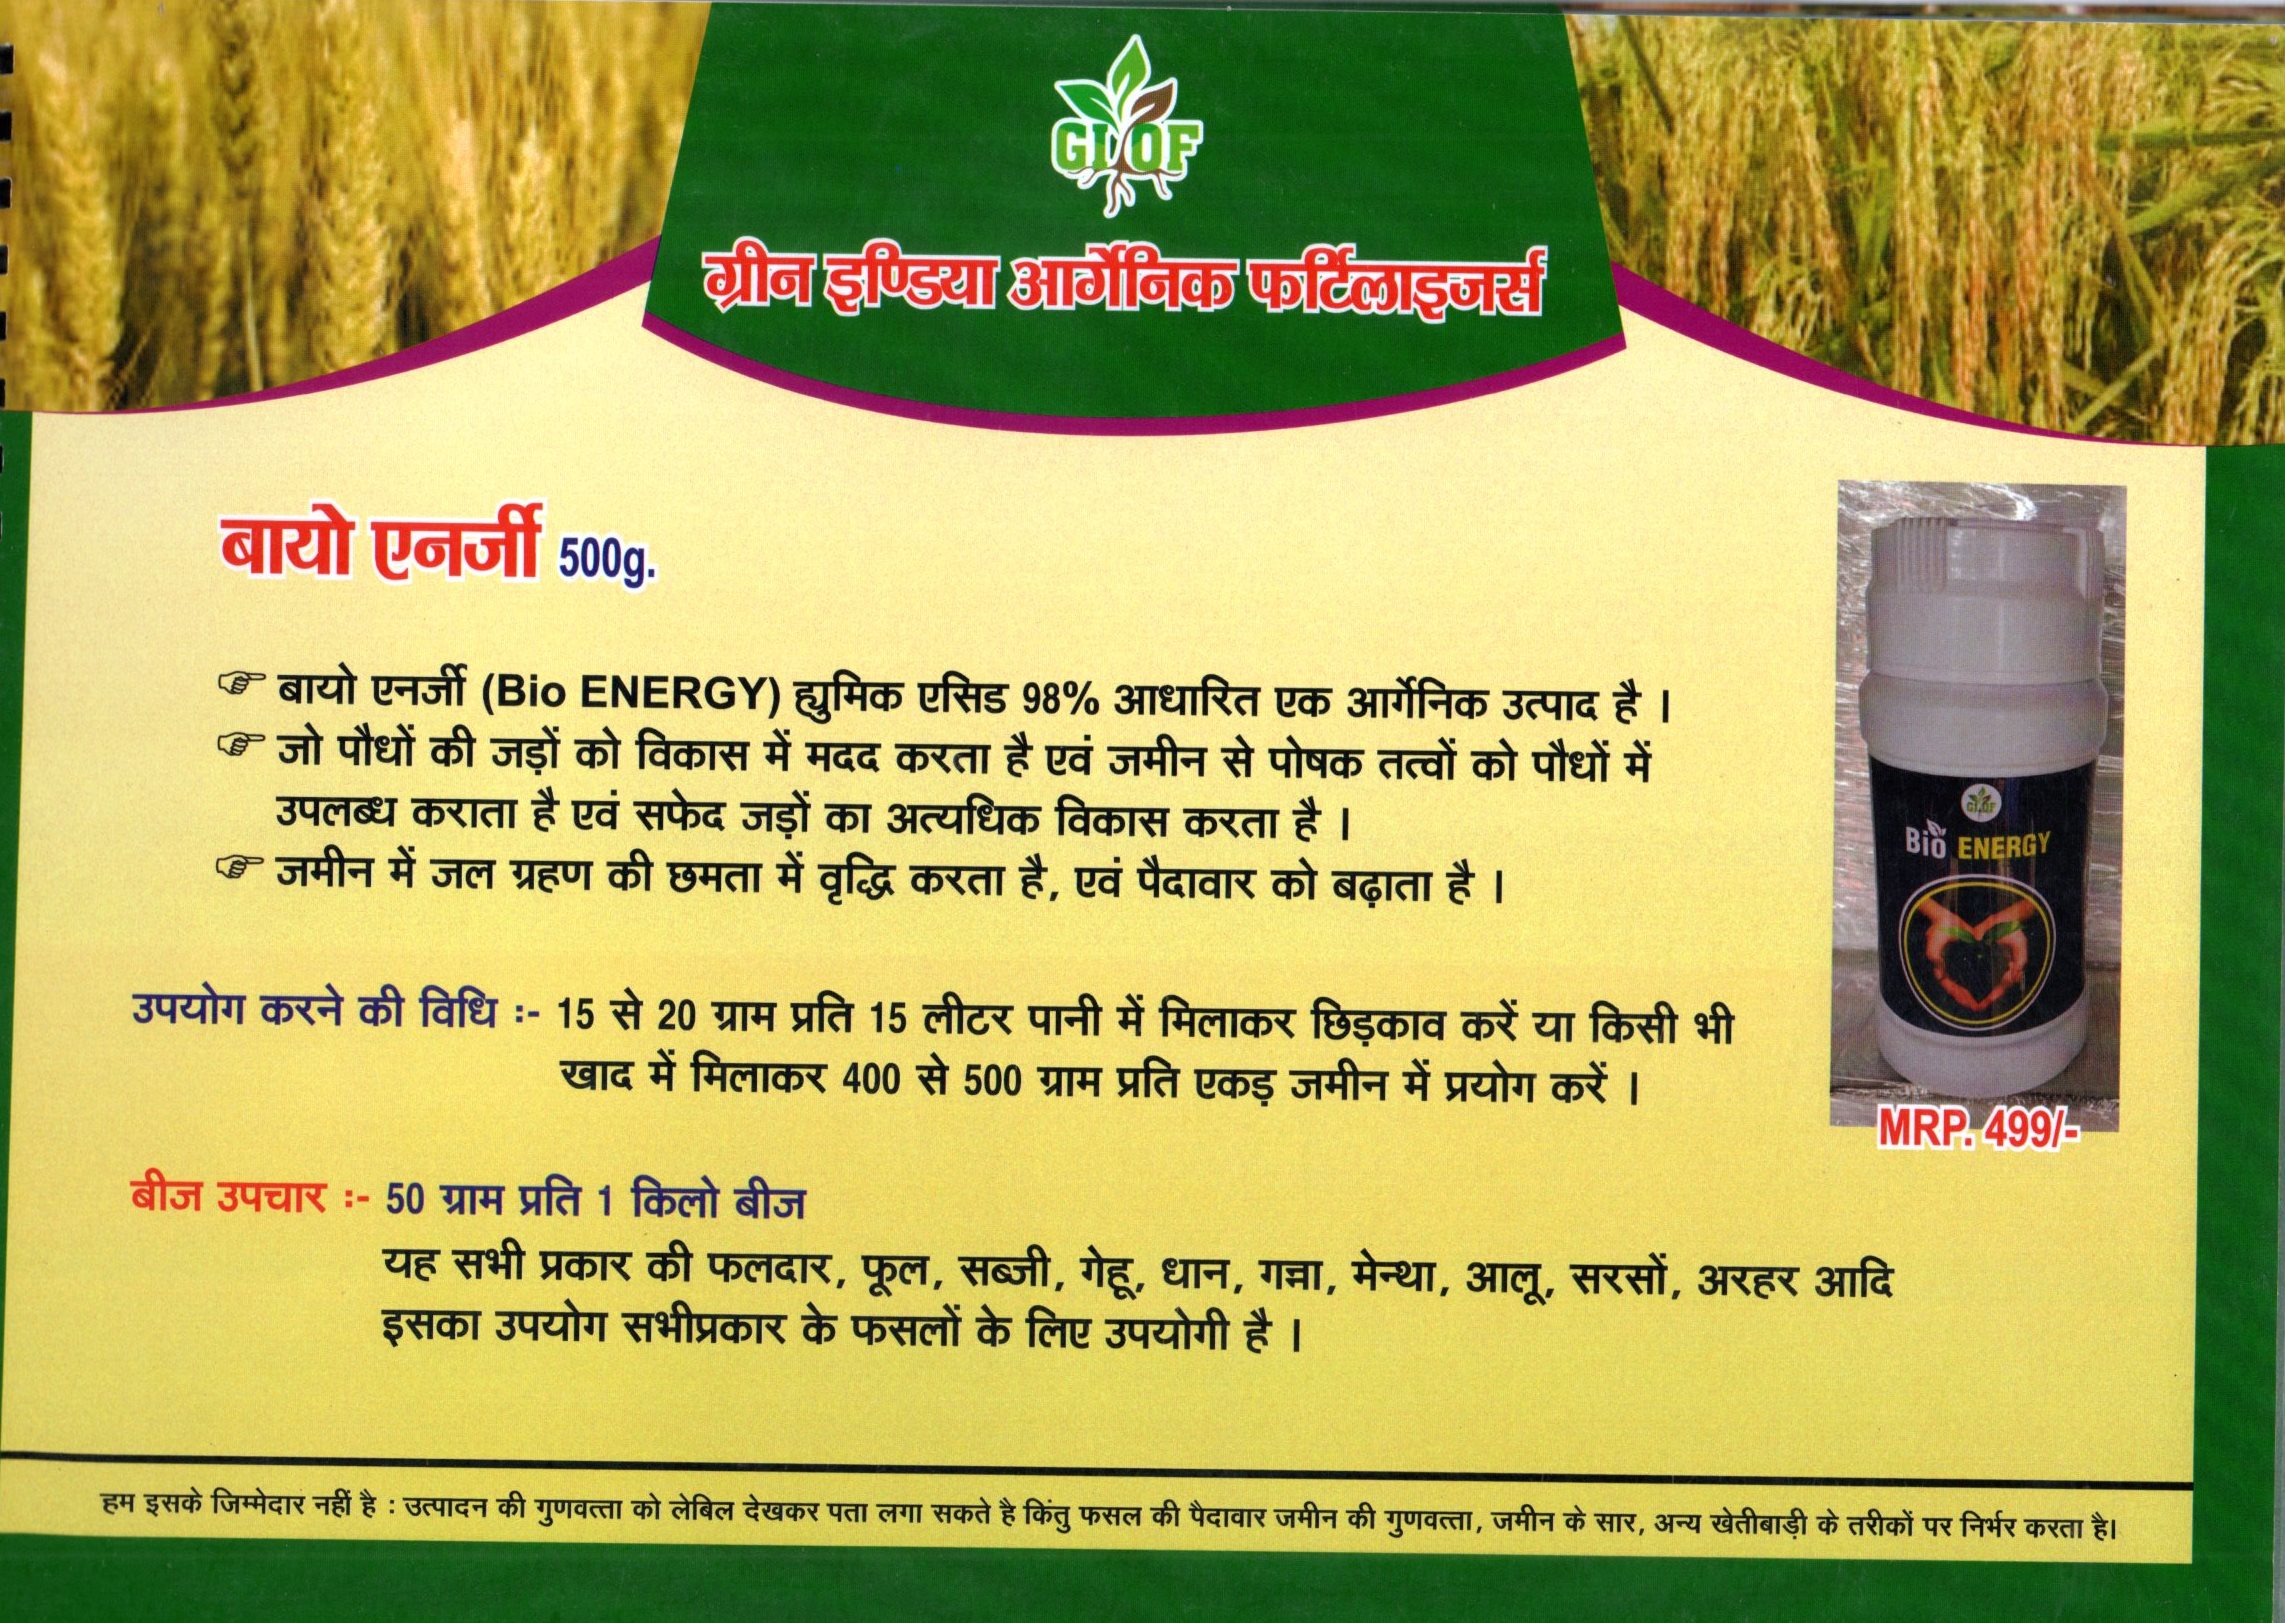 GIOF
ग्रीन इण्डिया आर्गेनिक फर्टिलाइजर्स
बायो एनर्जी 500g.
बायो एनर्जी (Bio ENERGY) ह्युमिक एसिड 98% आधारित एक आर्गेनिक उत्पाद है ।
जो पौधों की जड़ों को विकास में मदद करता है एवं जमीन से पोषक तत्वों को पौधों में
उपलब्ध कराता है एवं सफेद जड़ों का अत्यधिक विकास करता है ।
जमीन में जल ग्रहण की छमता में वृद्धि करता है, एवं पैदावार को बढ़ाता है ।
GIOF
Bio ENERGY
MRP. 499/-
उपयोग करने की विधि :- 15 से 20 ग्राम प्रति 15 लीटर पानी में मिलाकर छिड़काव करें या किसी भी
खाद में मिलाकर 400 से 500 ग्राम प्रति एकड़ जमीन में प्रयोग करें ।
बीज उपचार :- 50 ग्राम प्रति 1 किलो बीज
यह सभी प्रकार की फलदार, फूल, सब्जी, गेहू, धान, गन्ना, मेन्था, आलू, सरसों, अरहर आदि
इसका उपयोग सभीप्रकार के फसलों के लिए उपयोगी है ।
हम इसके जिम्मेदार नहीं है : उत्पादन की गुणवत्ता को लेबिल देखकर पता लगा सकते है किंतु फसल की पैदावार जमीन की गुणवत्ता, जमीन के सार, अन्य खेतीबाड़ी के तरीकों पर निर्भर करता है।